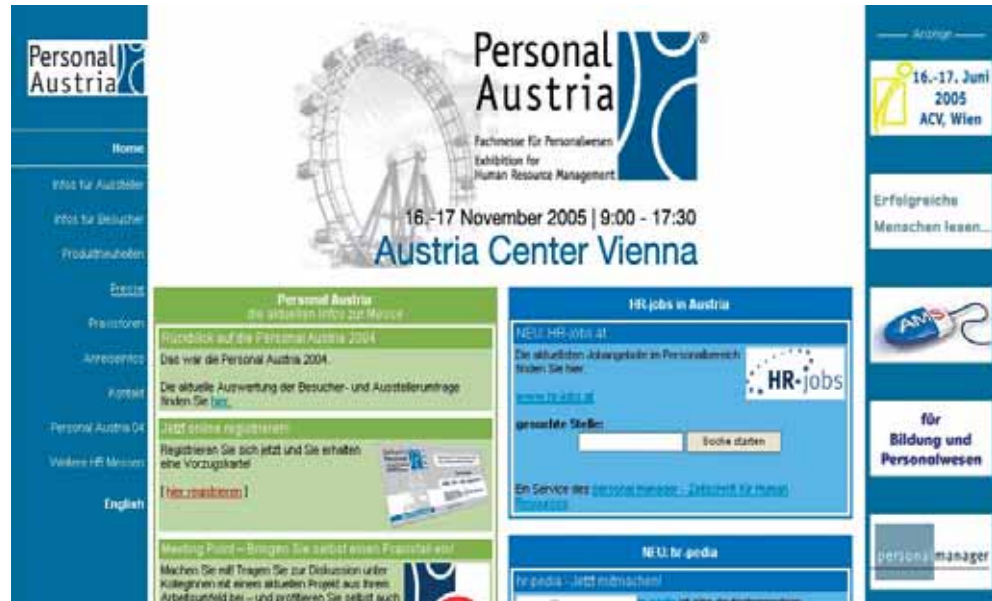 Personal
Austria
Home
Infos für Aussteller
Infos für Besucher
Produktneuheiten
Presse
Praxisforen
Anreiseinfos
Kontakt
Personal Austria 04
Weitere HR Messen
English
Personal
Austria
®
Fachmesse für Personalwesen
Exhibition for
Human Resource Management
16.-17 November 2005 | 9:00 - 17:30
Austria Center Vienna
Personal Austria
die aktuellen Infos zur Messe
Rückblick auf die Personal Austria 2004
Das war die Personal Austria 2004.
Die aktuelle Auswertung der Besucher- und Ausstellerumfrage
finden Sie hier.
Jetzt online registrieren!
Registrieren Sie sich jetzt und Sie erhalten
eine Vorzugskarte!
[ hier registrieren ]
Meeting Point – Bringen Sie selbst einen Praxisfall ein!
Machen Sie mit! Tragen Sie zur Diskussion unter
KollegInnen mit einem aktuellen Projekt aus Ihrem
Arbeitsumfeld bei – und profitieren Sie selbst auch
HR-jobs in Austria
NEU: HR-jobs.at
Die aktuellsten Jobangebote im Personalbereich
finden Sie hier.
HR-jobs
www.hr-jobs.at
gesuchte Stelle:
Suche starten
Ein Service des personal manager - Zeitschrift für Human
Resources
NEU: hr-pedia
hr-pedia - Jetzt mitmachen!
Anzeige
16.-17. Juni
2005
ACV, Wien
Erfolgreiche
Menschen lesen...
AMS
für
Bildung und
Personalwesen
personal manager